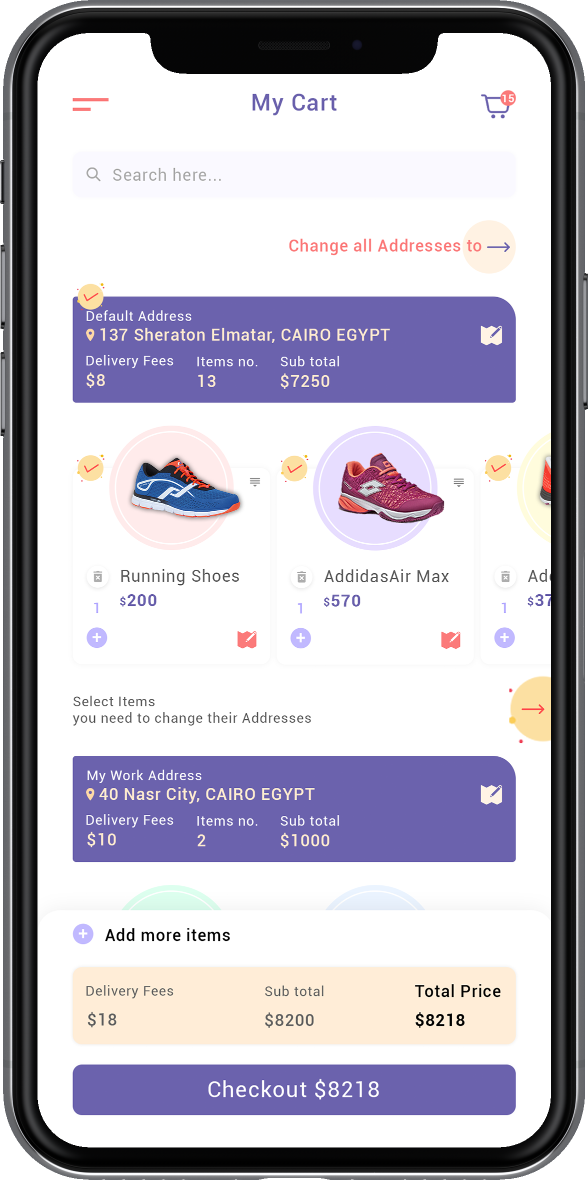 My Cart
15
Search here...
Change all Addresses to
Default Address
137 Sheraton Elmatar, CAIRO EGYPT
Delivery Fees Items no. Sub total
$8 13 $7250
Running Shoes AddidasAir Max Add
$200 $570 $37
1 1 1
Select Items
you need to change their Addresses
My Work Address
40 Nasr City, CAIRO EGYPT
Delivery Fees Items no. Sub total
$10 2 $1000
Add more items
Delivery Fees Sub total Total Price
$18 $8200 $8218
Checkout $8218